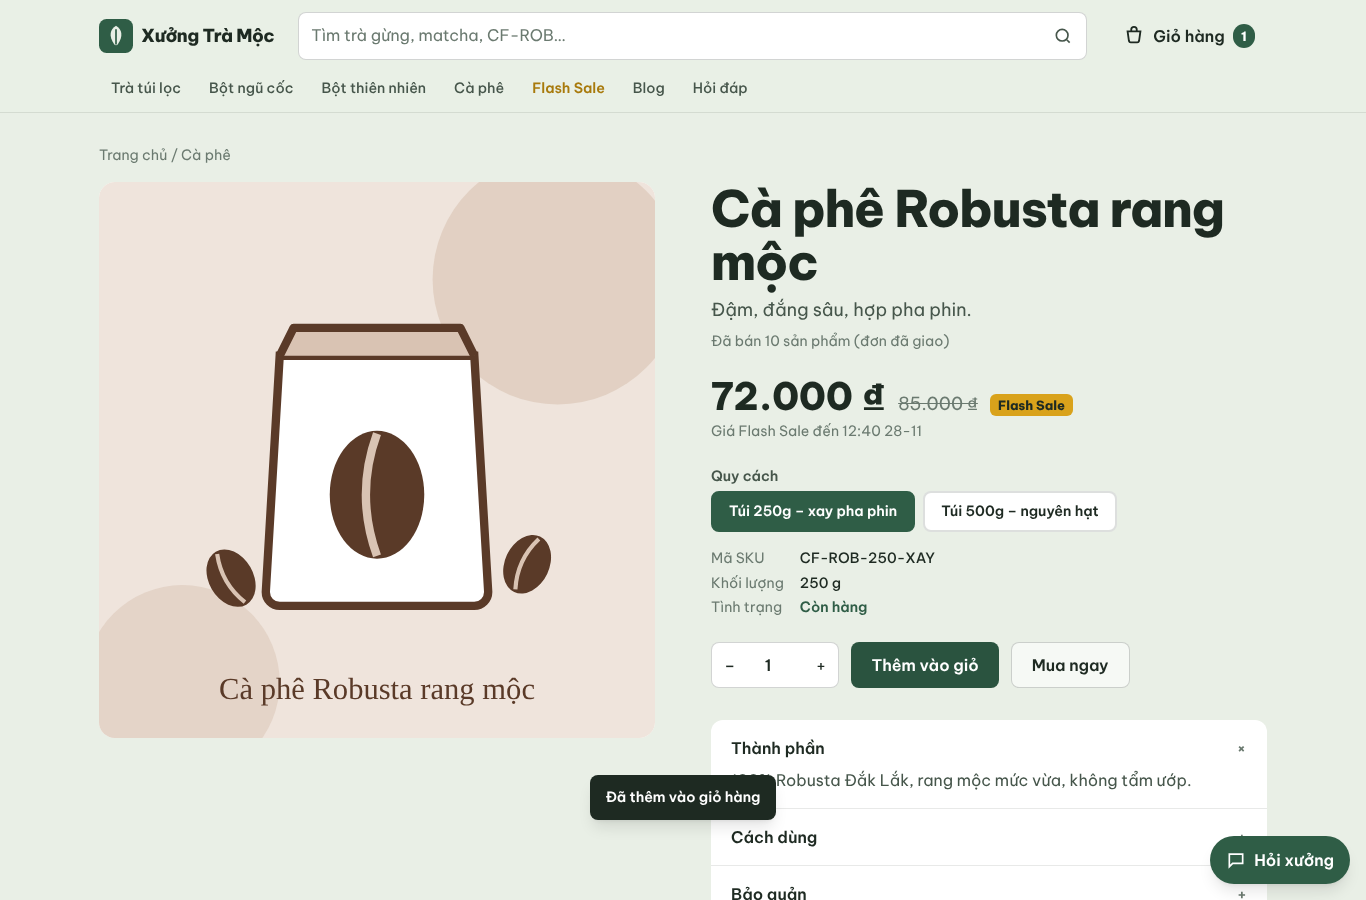 Xưởng Trà Mộc
Tìm trà gừng, matcha, CF-ROB...
Giỏ hàng 1
Trà túi lọc Bột ngũ cốc Bột thiên nhiên Cà phê Flash Sale Blog Hỏi đáp
Trang chủ / Cà phê
Cà phê Robusta rang mộc
Cà phê Robusta rang
mộc
Đậm, đắng sâu, hợp pha phin.
Đã bán 10 sản phẩm (đơn đã giao)
72.000 ₫ 85.000 ₫ Flash Sale
Giá Flash Sale đến 12:40 28-11
Quy cách
Túi 250g – xay pha phin Túi 500g – nguyên hạt
Mã SKU CF-ROB-250-XAY
Khối lượng 250 g
Tình trạng Còn hàng
− 1 +
Thêm vào giỏ
Mua ngay
Thành phần
Robusta Đắk Lắk, rang mộc mức vừa, không tẩm ướp.
Đã thêm vào giỏ hàng
Cách dùng
Bảo quản +
Hỏi xưởng